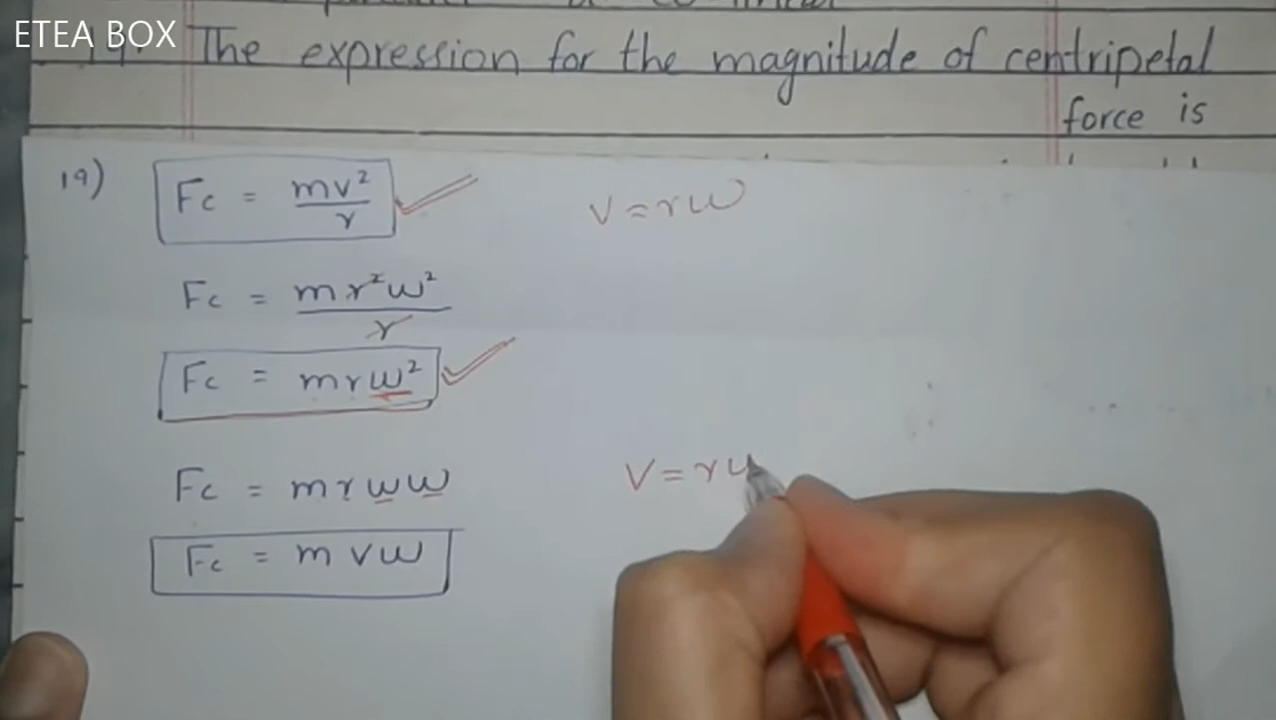 ETEA BOX
19. The expression for the magnitude of centripetal
force is
19) Fc = mv²/r ✓ v = rω
Fc = mr²ω²/r
Fc = mrω² ✓
Fc = mrωω V = rω
Fc = mvω